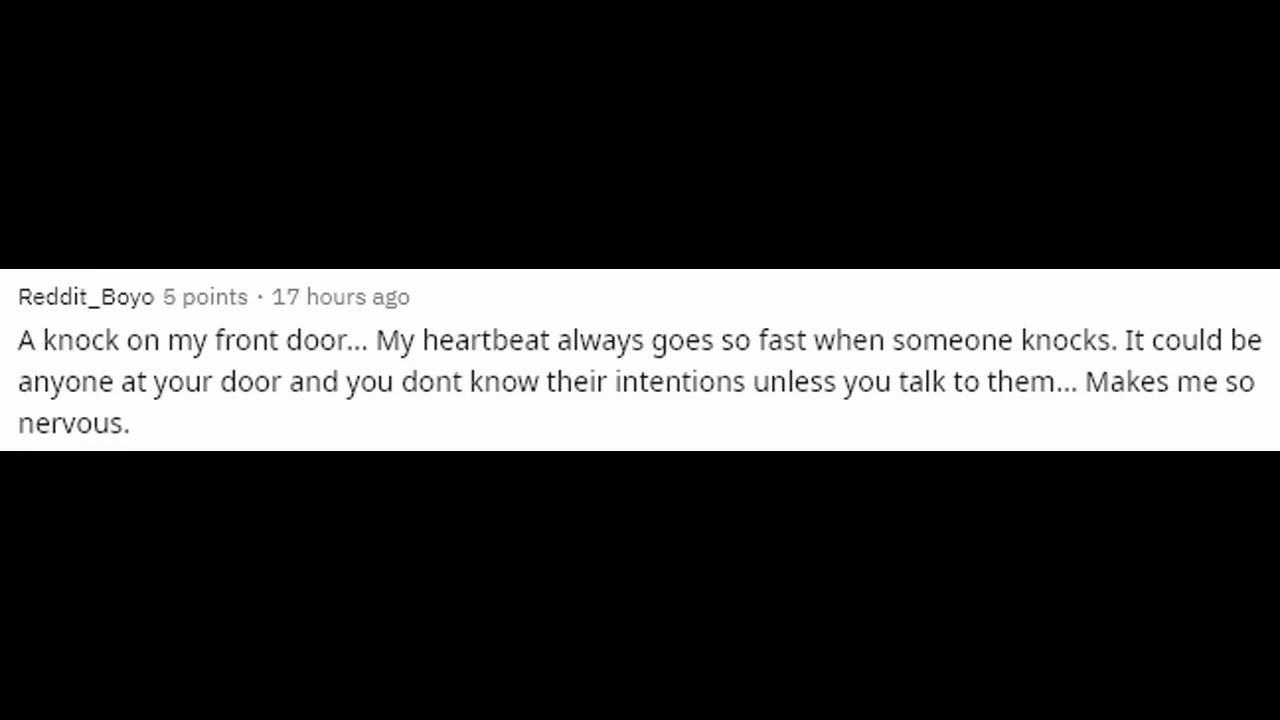 Reddit_Boyo 5 points · 17 hours ago
A knock on my front door... My heartbeat always goes so fast when someone knocks. It could be
anyone at your door and you dont know their intentions unless you talk to them... Makes me so
nervous.